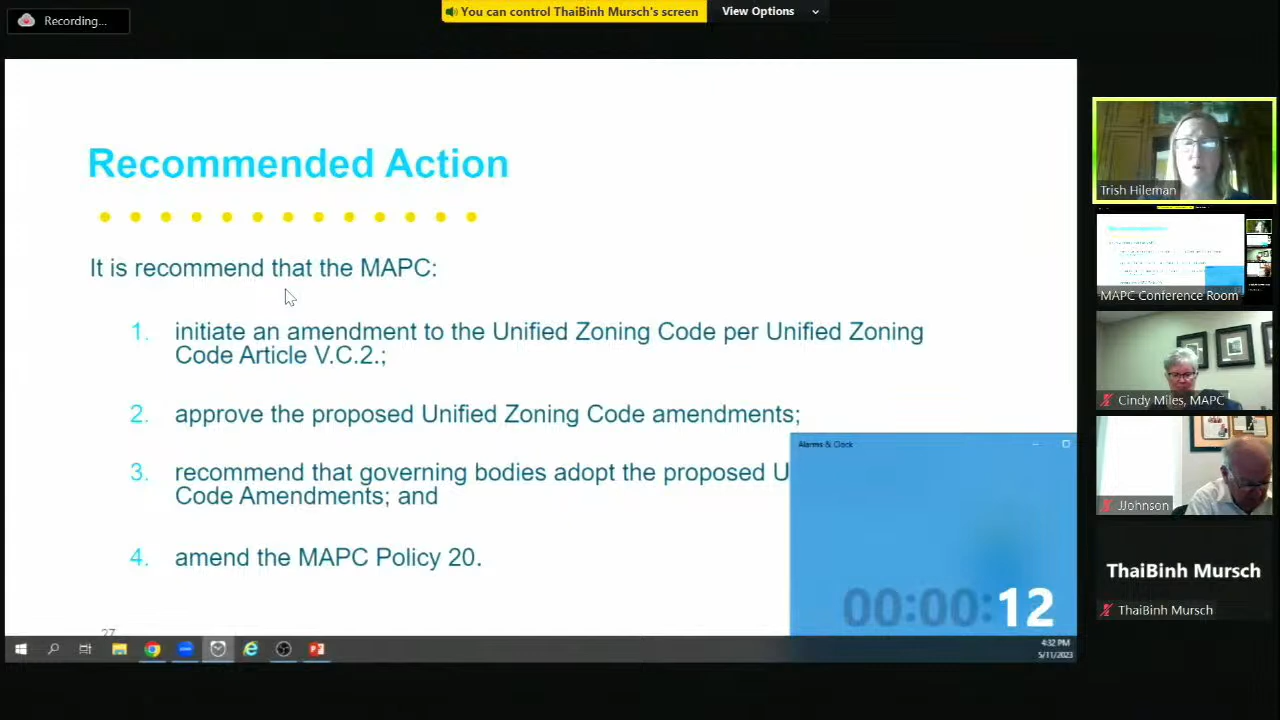 Recording...
You can control ThaiBinh Mursch's screen
View Options
Recommended Action
It is recommend that the MAPC:
1. initiate an amendment to the Unified Zoning Code per Unified Zoning
Code Article V.C.2.;
2. approve the proposed Unified Zoning Code amendments;
3. recommend that governing bodies adopt the proposed U
Code Amendments; and
4. amend the MAPC Policy 20.
27
Alarms & Clock
00:00:12
4:32 PM
5/11/2023
Trish Hileman
MAPC Conference Room
Cindy Miles, MAPC
JJohnson
ThaiBinh Mursch
ThaiBinh Mursch